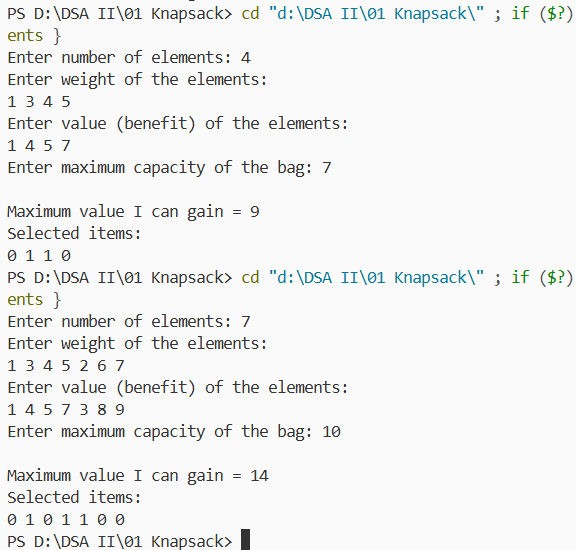 PS D:\DSA II\01 Knapsack> cd "d:\DSA II\01 Knapsack\" ; if ($?)
ents }
Enter number of elements: 4
Enter weight of the elements:
1 3 4 5
Enter value (benefit) of the elements:
1 4 5 7
Enter maximum capacity of the bag: 7

Maximum value I can gain = 9
Selected items:
0 1 1 0
PS D:\DSA II\01 Knapsack> cd "d:\DSA II\01 Knapsack\" ; if ($?)
ents }
Enter number of elements: 7
Enter weight of the elements:
1 3 4 5 2 6 7
Enter value (benefit) of the elements:
1 4 5 7 3 8 9
Enter maximum capacity of the bag: 10

Maximum value I can gain = 14
Selected items:
0 1 0 1 1 0 0
PS D:\DSA II\01 Knapsack>